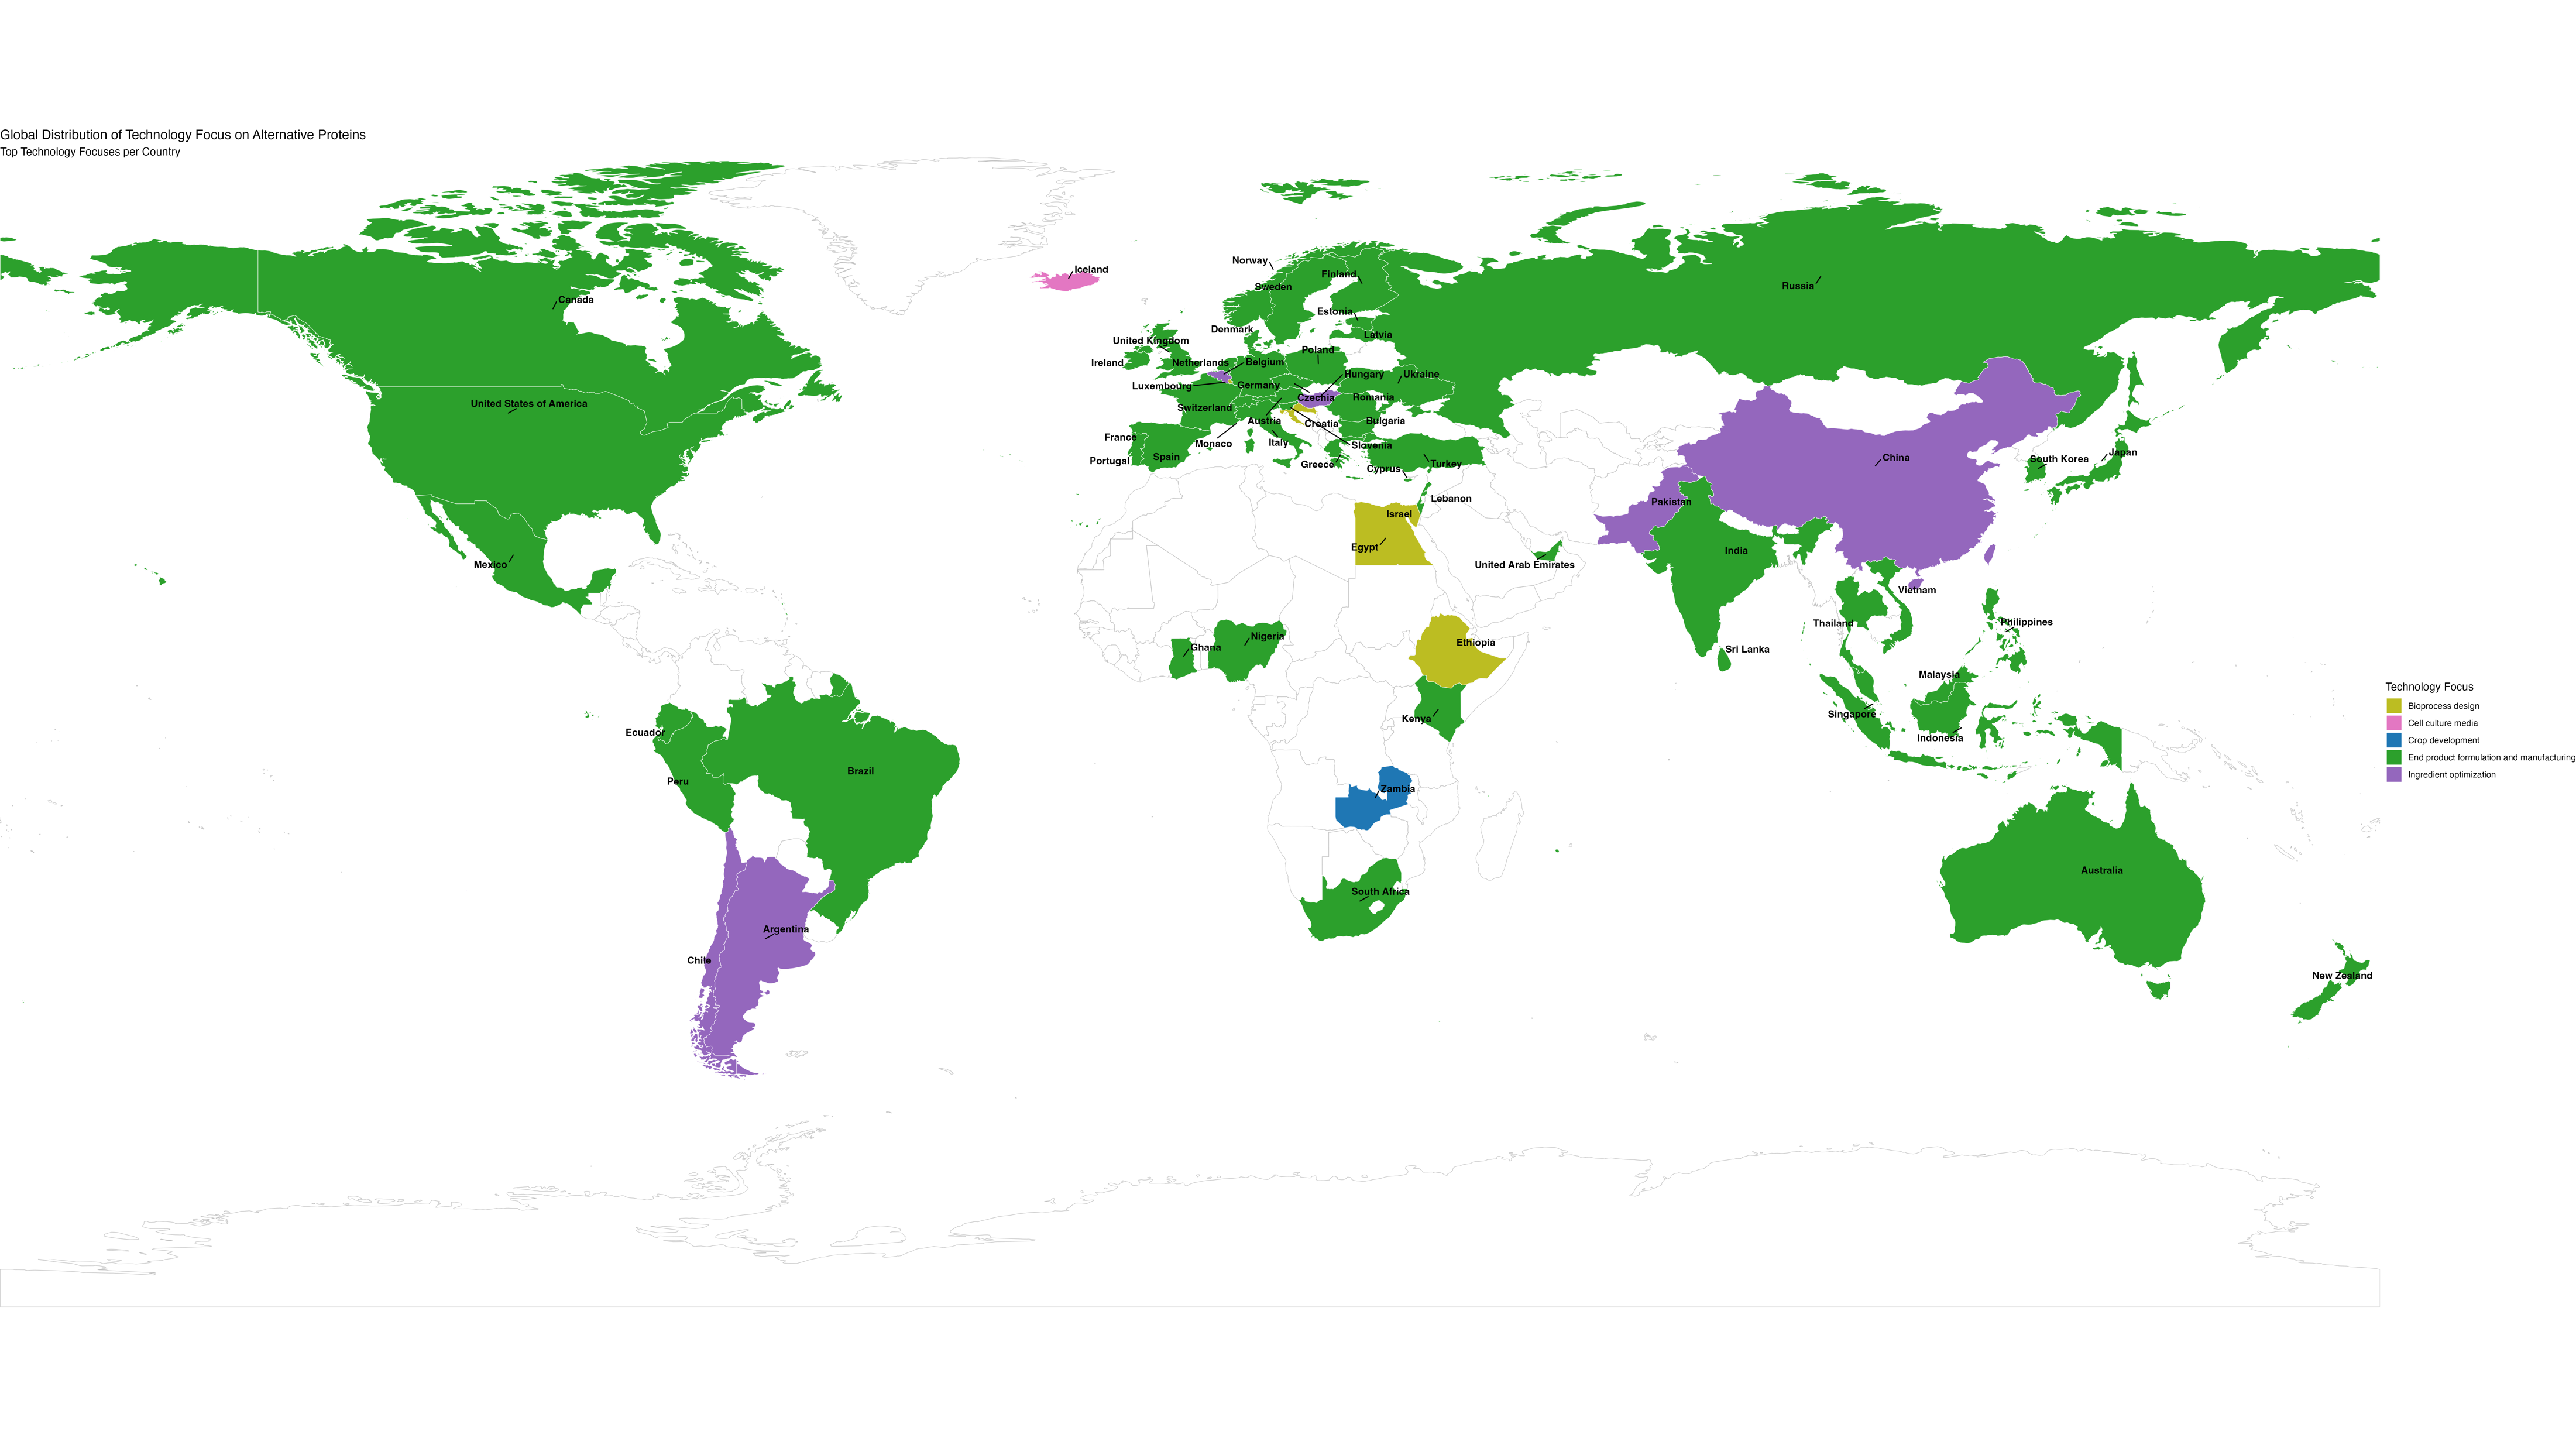 Global Distribution of Technology Focus on Alternative Proteins
Top Technology Focuses per Country
Iceland
Norway
Finland
Sweden
Russia
Canada
Estonia
Denmark
Latvia
United Kingdom
Poland
Ireland
Netherlands
Belgium
Hungary
Ukraine
Luxembourg
Germany
Czechia
Romania
United States of America
Switzerland
Austria
Croatia
Bulgaria
France
Monaco
Italy
Slovenia
Portugal
Spain
Greece
Cyprus
Turkey
China
South Korea
Japan
Lebanon
Pakistan
Israel
Egypt
India
Mexico
United Arab Emirates
Vietnam
Thailand
Philippines
Nigeria
Ghana
Ethiopia
Sri Lanka
Malaysia
Singapore
Kenya
Indonesia
Ecuador
Brazil
Peru
Zambia
South Africa
Australia
Argentina
Chile
New Zealand
Technology Focus
Bioprocess design
Cell culture media
Crop development
End product formulation and manufacturing
Ingredient optimization